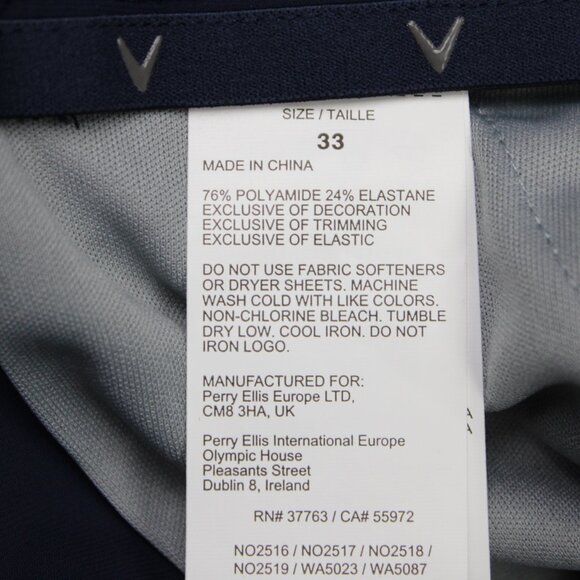 SIZE / TAILLE
33
MADE IN CHINA
76% POLYAMIDE 24% ELASTANE
EXCLUSIVE OF DECORATION
EXCLUSIVE OF TRIMMING
EXCLUSIVE OF ELASTIC
DO NOT USE FABRIC SOFTENERS
OR DRYER SHEETS. MACHINE
WASH COLD WITH LIKE COLORS.
NON-CHLORINE BLEACH. TUMBLE
DRY LOW. COOL IRON. DO NOT
IRON LOGO.
MANUFACTURED FOR:
Perry Ellis Europe LTD,
CM8 3HA, UK
Perry Ellis International Europe
Olympic House
Pleasants Street
Dublin 8, Ireland
RN# 37763 / CA# 55972
NO2516 / NO2517 / NO2518 /
NO2519 / WA5023 / WA5087